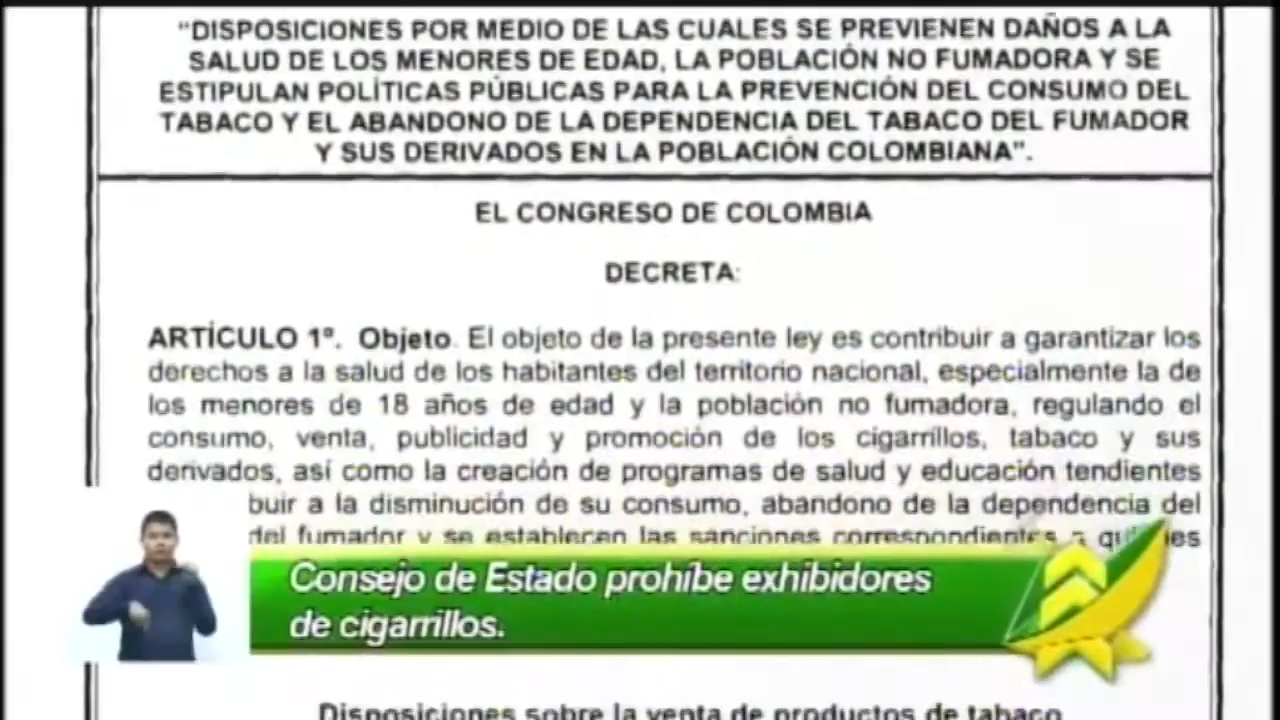 “DISPOSICIONES POR MEDIO DE LAS CUALES SE PREVIENEN DAÑOS A LA
SALUD DE LOS MENORES DE EDAD, LA POBLACIÓN NO FUMADORA Y SE
ESTIPULAN POLÍTICAS PÚBLICAS PARA LA PREVENCIÓN DEL CONSUMO DEL
TABACO Y EL ABANDONO DE LA DEPENDENCIA DEL TABACO DEL FUMADOR
Y SUS DERIVADOS EN LA POBLACIÓN COLOMBIANA”.
EL CONGRESO DE COLOMBIA
DECRETA:
ARTÍCULO 1º. Objeto. El objeto de la presente ley es contribuir a garantizar los
derechos a la salud de los habitantes del territorio nacional, especialmente la de
los menores de 18 años de edad y la población no fumadora, regulando el
consumo, venta, publicidad y promoción de los cigarrillos, tabaco y sus
derivados, así como la creación de programas de salud y educación tendientes
buir a la disminución de su consumo, abandono de la dependencia del
del fumador y se establecen las sanciones correspondientes a
Consejo de Estado prohíbe exhibidores
de cigarrillos.
Disposiciones sobre la venta de productos de tabaco